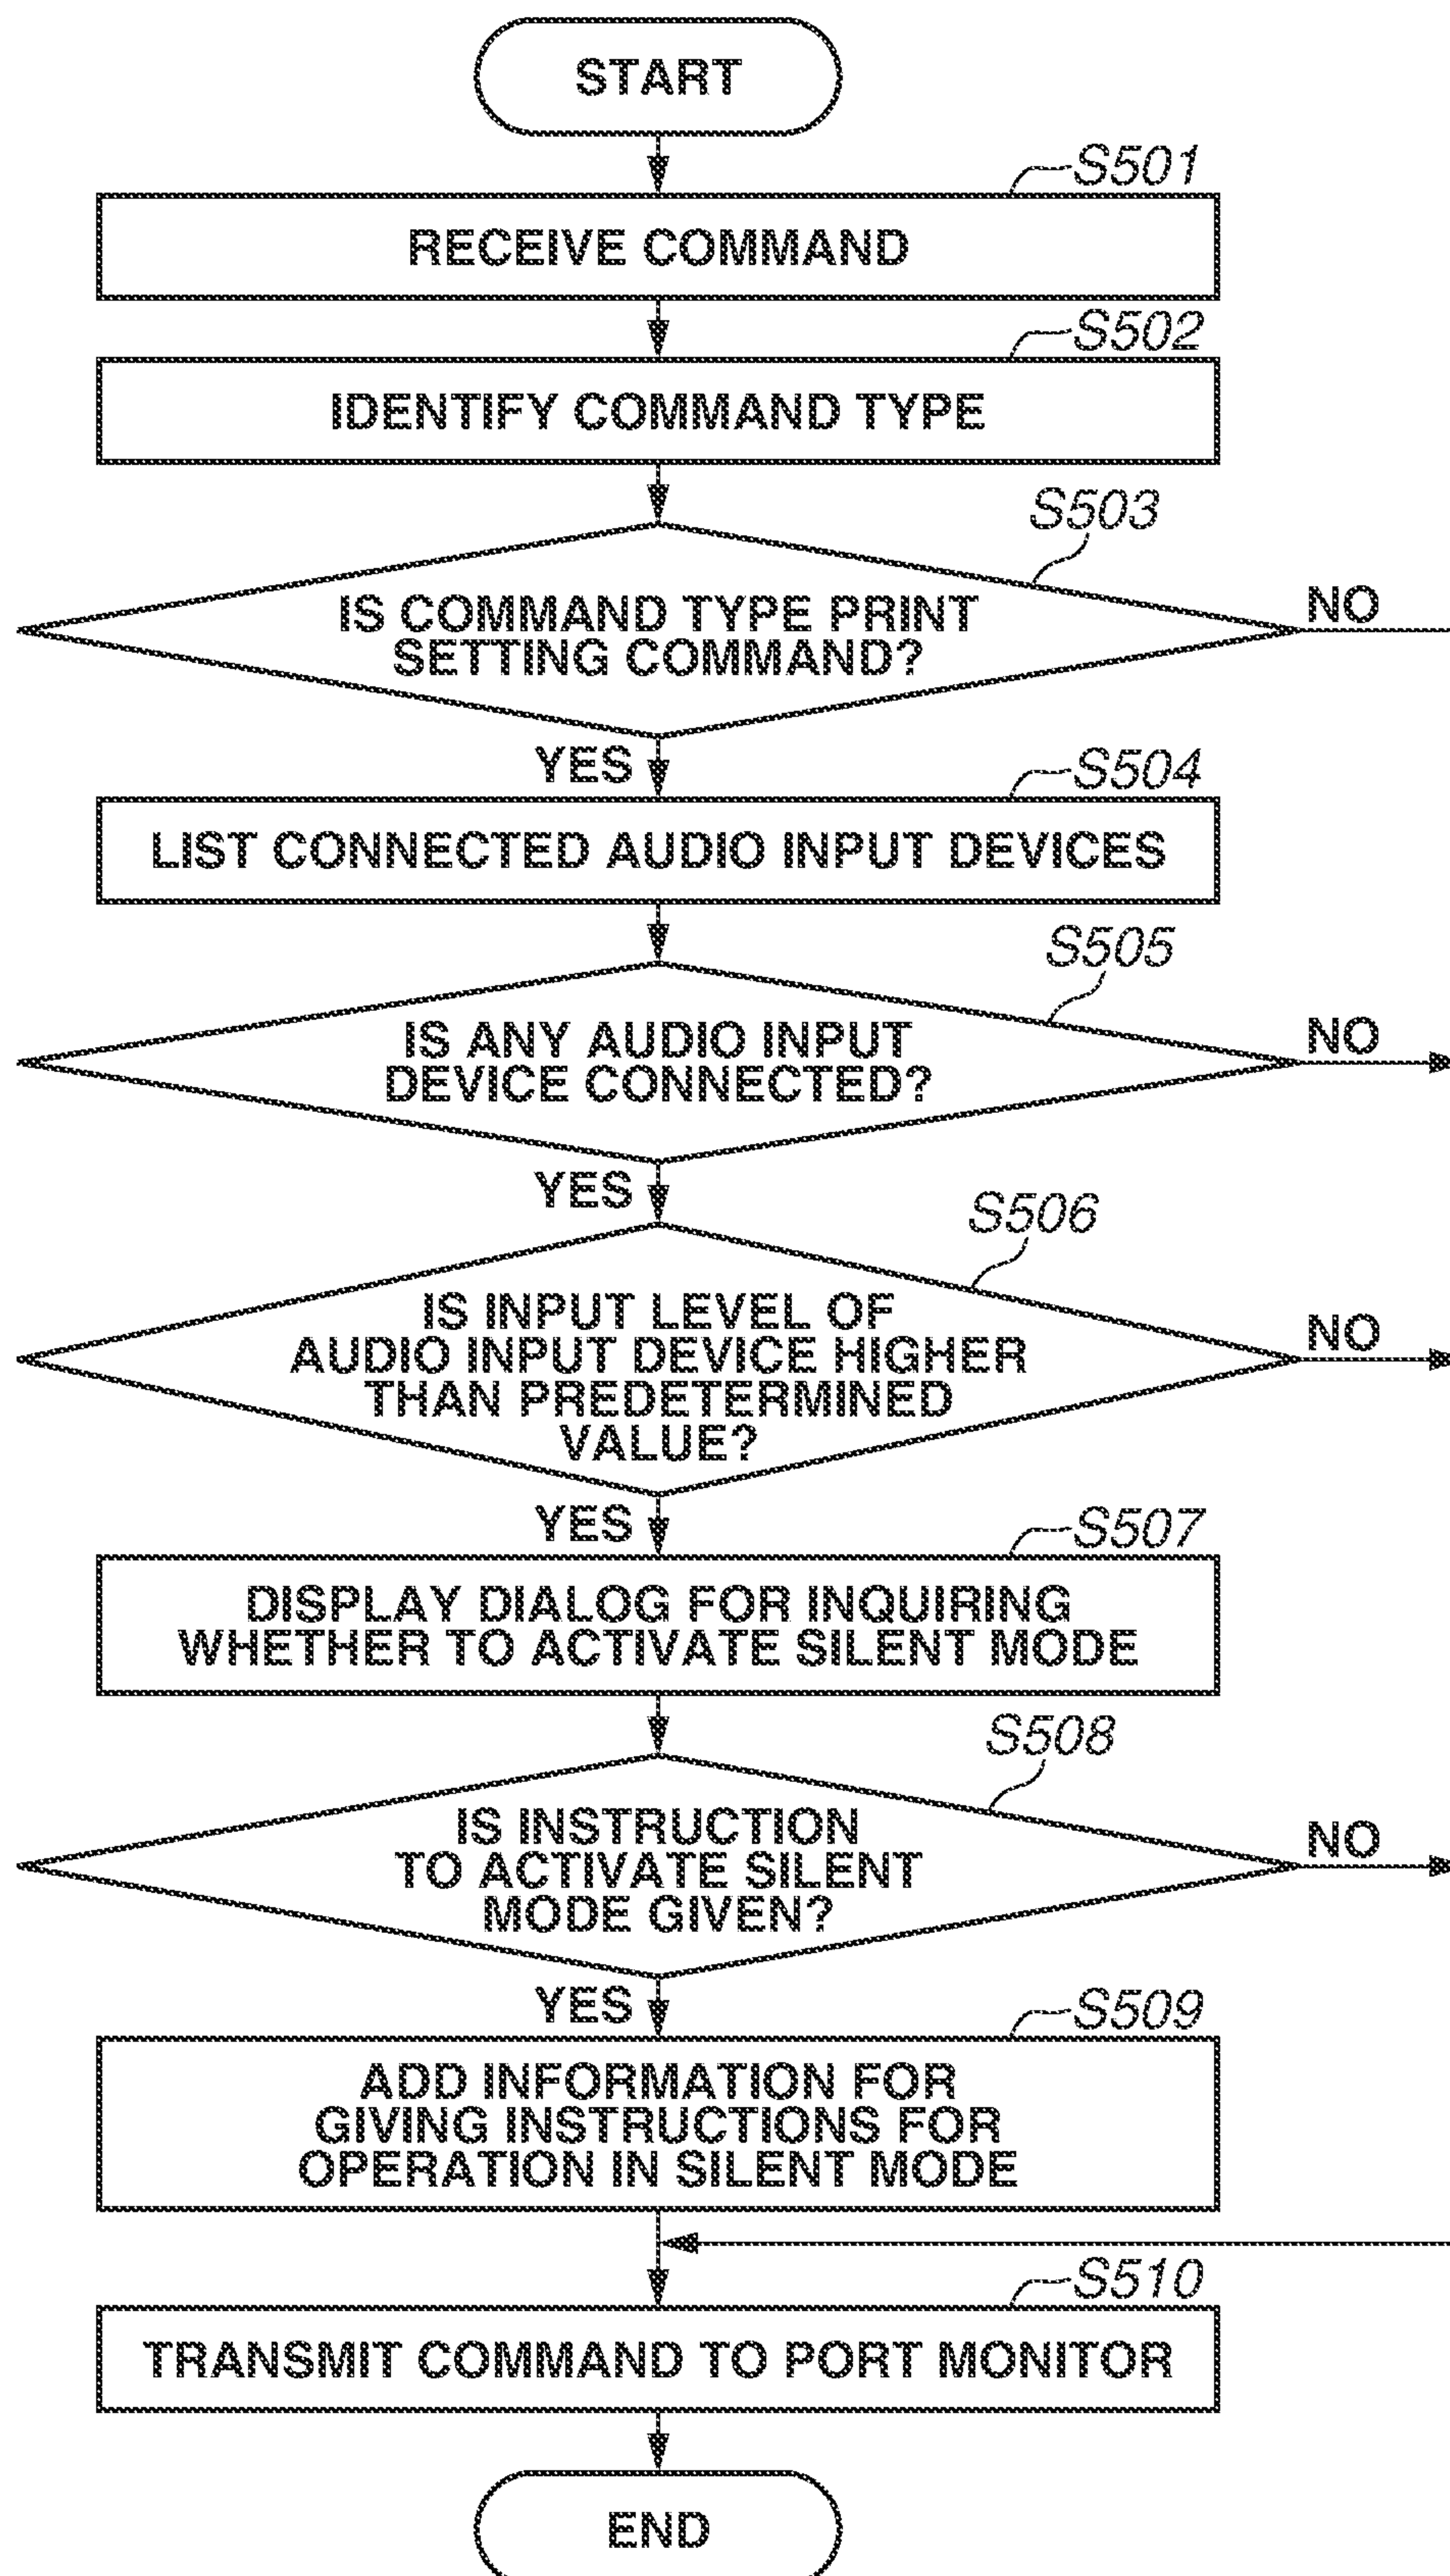 START
S501
RECEIVE COMMAND
S502
IDENTIFY COMMAND TYPE
S503
IS COMMAND TYPE PRINT
SETTING COMMAND?
NO
YES
S504
LIST CONNECTED AUDIO INPUT DEVICES
S505
IS ANY AUDIO INPUT
DEVICE CONNECTED?
NO
YES
S506
IS INPUT LEVEL OF
AUDIO INPUT DEVICE HIGHER
THAN PREDETERMINED
VALUE?
NO
YES
S507
DISPLAY DIALOG FOR INQUIRING
WHETHER TO ACTIVATE SILENT MODE
S508
IS INSTRUCTION
TO ACTIVATE SILENT
MODE GIVEN?
NO
YES
S509
ADD INFORMATION FOR
GIVING INSTRUCTIONS FOR
OPERATION IN SILENT MODE
S510
TRANSMIT COMMAND TO PORT MONITOR
END